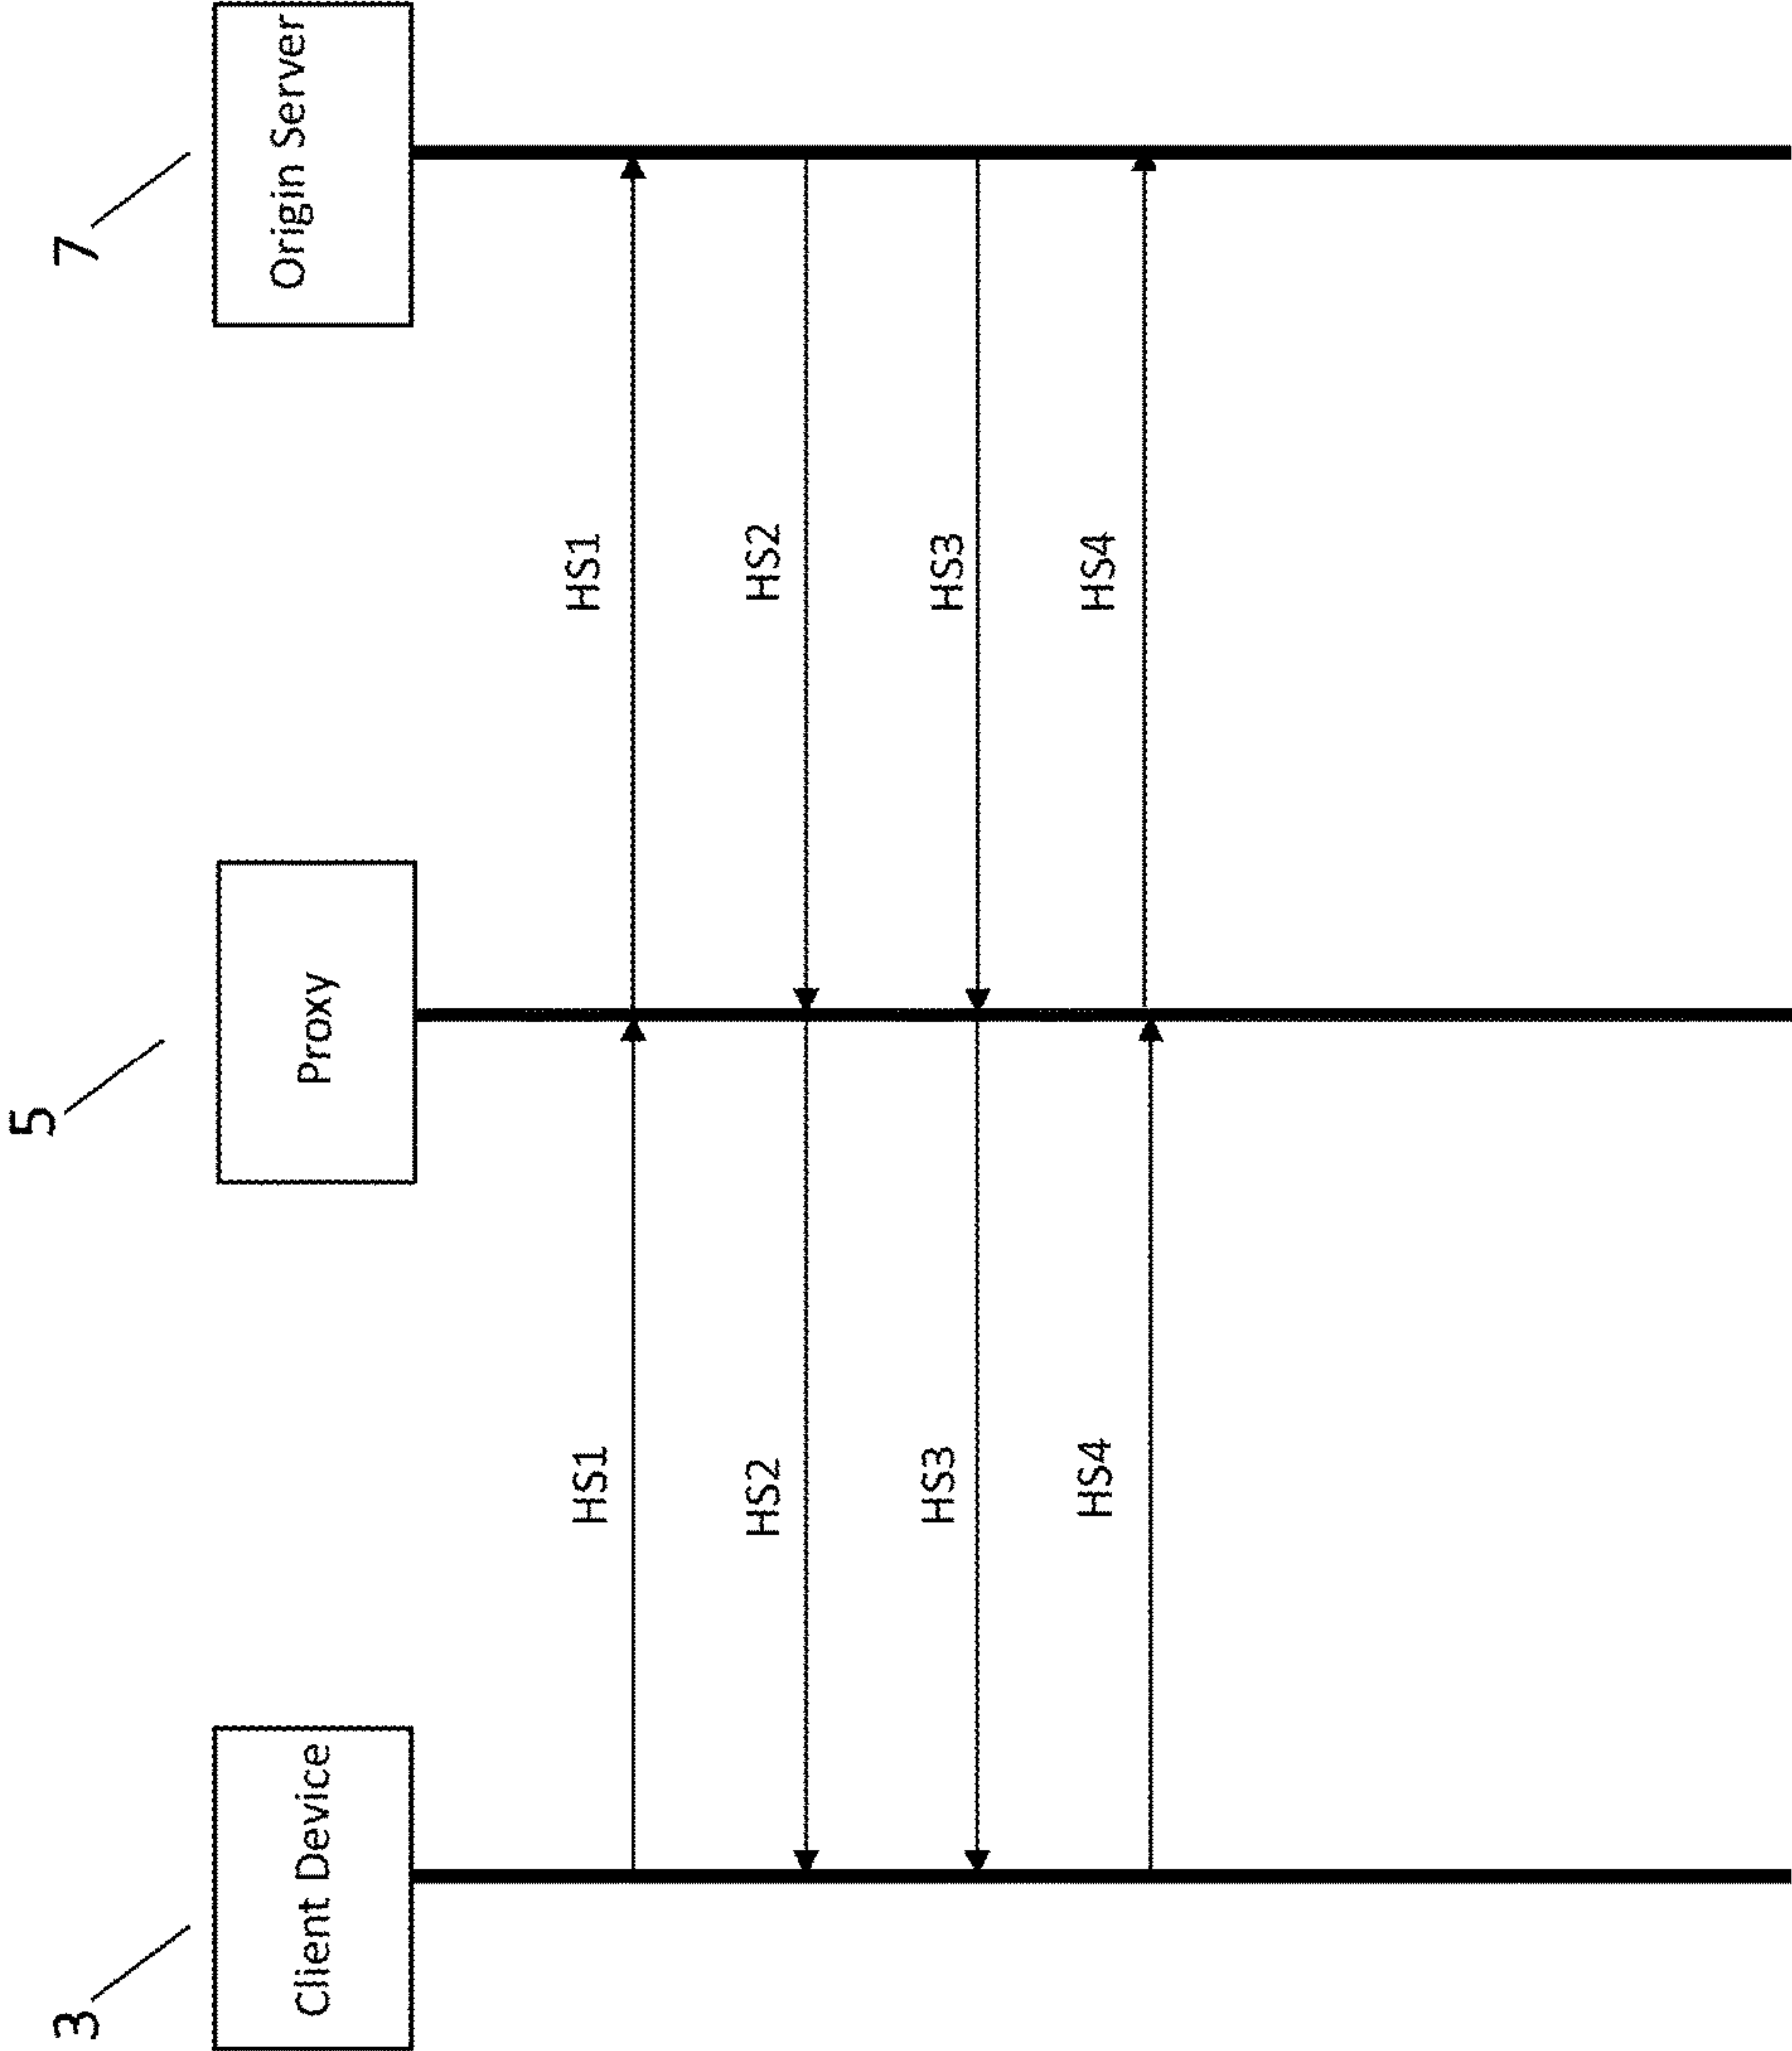 3
5
7
Client Device
Proxy
Origin Server
HS1
HS1
HS2
HS2
HS3
HS3
HS4
HS4